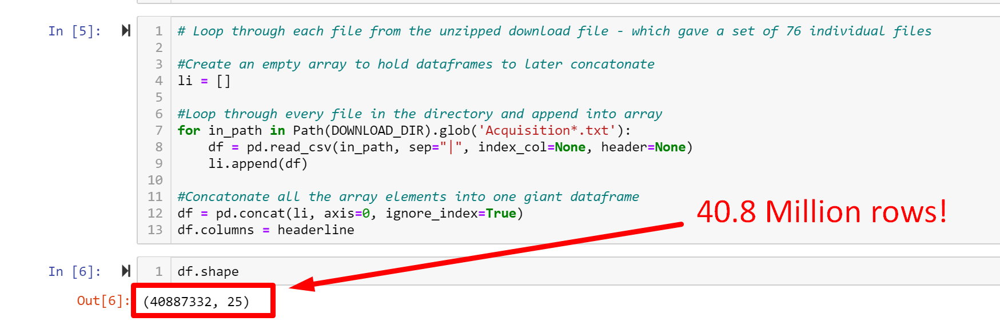 In [5]:
1 # Loop through each file from the unzipped download file - which gave a set of 76 individual files
2
3 #Create an empty array to hold dataframes to later concatonate
4 li = []
5
6 #Loop through every file in the directory and append into array
7 for in_path in Path(DOWNLOAD_DIR).glob('Acquisition*.txt'):
8     df = pd.read_csv(in_path, sep="|", index_col=None, header=None)
9     li.append(df)
10
11 #Concatonate all the array elements into one giant dataframe
12 df = pd.concat(li, axis=0, ignore_index=True)
13 df.columns = headerline
40.8 Million rows!
In [6]:
1 df.shape
Out[6]: (40887332, 25)